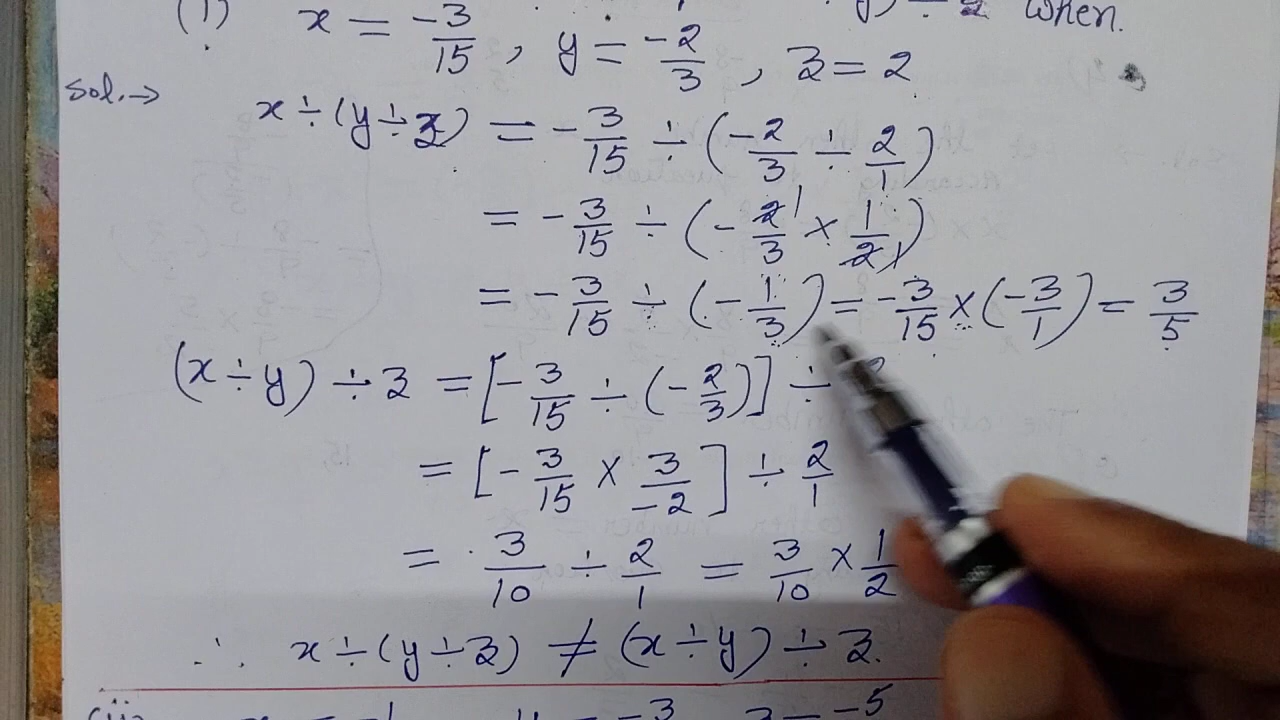 (i) x = -3/15 , y = -2/3 , z = 2 when.
Sol. → x ÷ (y ÷ z) = - 3/15 ÷ (-2/3 ÷ 2/1)
= - 3/15 ÷ (- 2/3 1 × 1/2 1)
= - 3/15 ÷ (- 1/3) = - 3/15 × (-3/1) = 3/5
(x ÷ y) ÷ z = [- 3/15 ÷ (- 2/3)] ÷
= [- 3/15 × 3/-2] ÷ 2/1
= 3/10 ÷ 2/1 = 3/10 × 1/2
∴ x ÷ (y ÷ z) ≠ (x ÷ y) ÷ z.